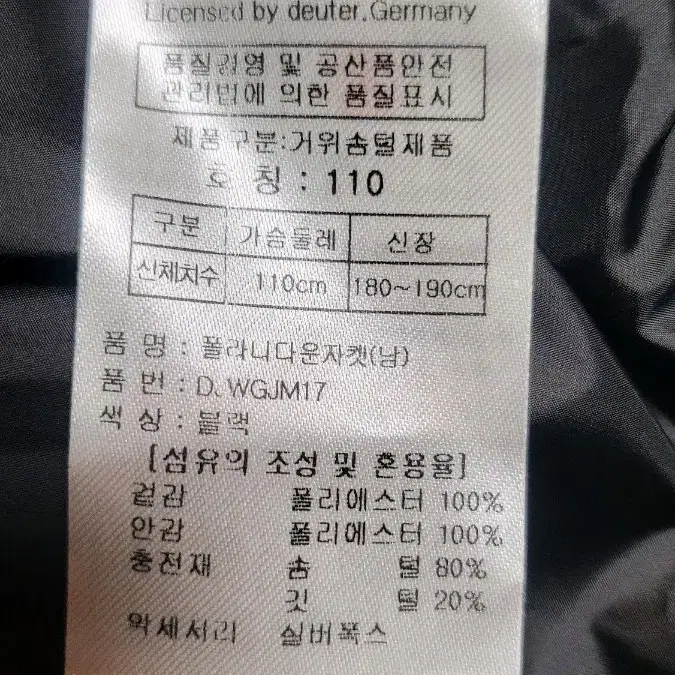 Licensed by deuter.Germany
품질경영 및 공산품안전
관리법에 의한 품질표시
제품구분:거위솜털제품
호 칭 : 110
구분 가슴둘레 신장
신체치수 110cm 180~190cm
품 명 : 폴라니다운자켓(남)
품 번 : D.WGJM17
색 상 : 블랙
[섬유의 조성 및 혼용율]
겉감 폴리에스터 100%
안감 폴리에스터 100%
충전재 솜 털 80%
깃 털 20%
악세서리 실버폭스